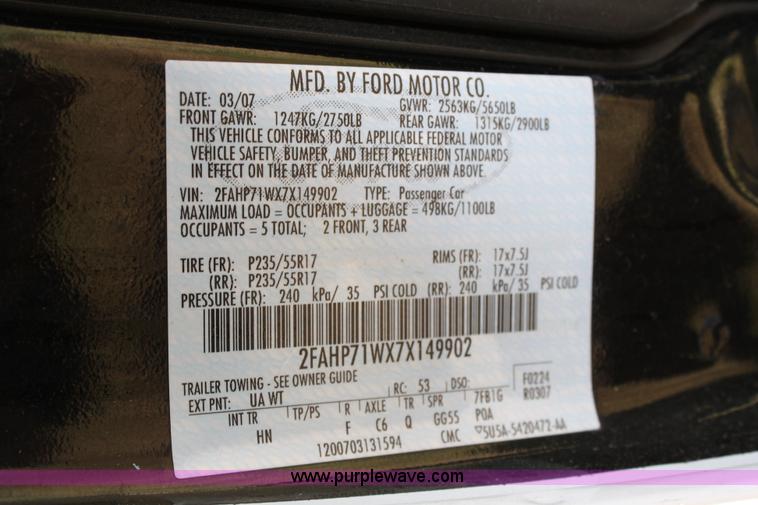 MFD. BY FORD MOTOR CO.
DATE: 03/07 GVWR: 2563KG/5650LB
FRONT GAWR: 1247KG/2750LB REAR GAWR: 1315KG/2900LB
THIS VEHICLE CONFORMS TO ALL APPLICABLE FEDERAL MOTOR
VEHICLE SAFETY, BUMPER, AND THEFT PREVENTION STANDARDS
IN EFFECT ON THE DATE OF MANUFACTURE SHOWN ABOVE.
VIN: 2FAHP71WX7X149902 TYPE: Passenger Car
MAXIMUM LOAD = OCCUPANTS + LUGGAGE = 498KG/1100LB
OCCUPANTS = 5 TOTAL; 2 FRONT, 3 REAR
TIRE (FR): P235/55R17 RIMS (FR): 17x7.5J
(RR): P235/55R17 (RR): 17x7.5J
PRESSURE (FR): 240 kPa/ 35 PSI COLD (RR): 240 kPa/ 35 PSI COLD
2FAHP71WX7X149902
TRAILER TOWING - SEE OWNER GUIDE
EXT PNT: UA WT RC: 53 DSO: F0224
INT TR TP/PS R AXLE TR SPR 7FB1G R0307
HN F C6 Q GG55 POA
1200703131594 CMC ▽5U5A-5420472-AA
www.purplewave.com